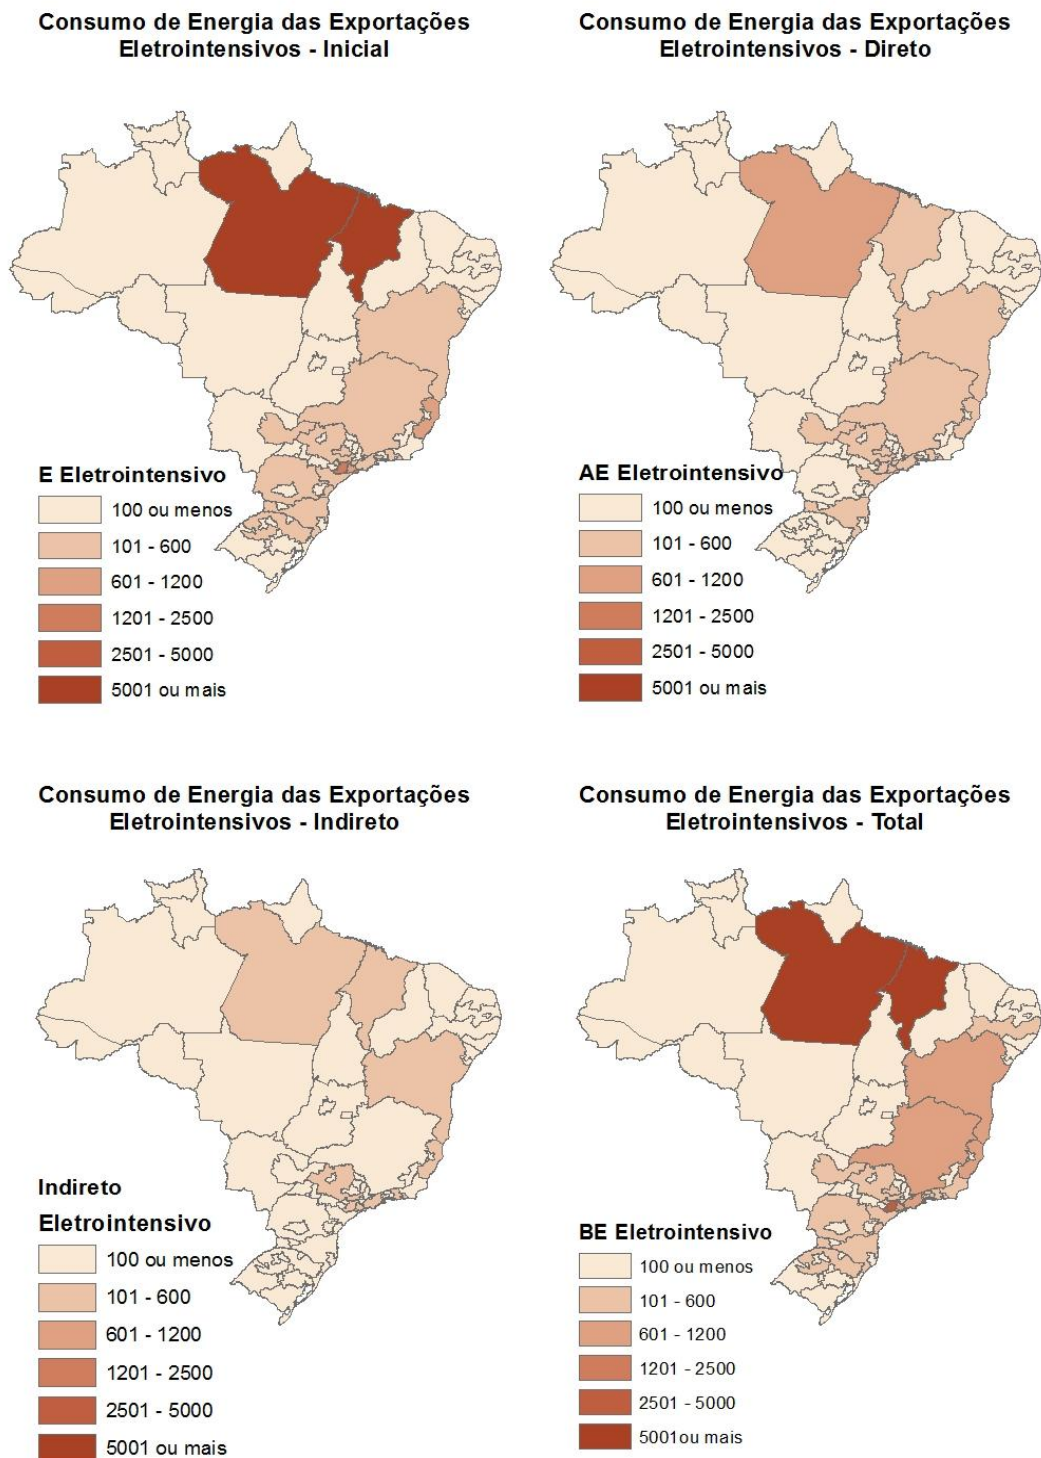 Consumo de Energia das Exportações
Eletrointensivos - Inicial
E Eletrointensivo
100 ou menos
101 - 600
601 - 1200
1201 - 2500
2501 - 5000
5001 ou mais
Consumo de Energia das Exportações
Eletrointensivos - Direto
AE Eletrointensivo
100 ou menos
101 - 600
601 - 1200
1201 - 2500
2501 - 5000
5001 ou mais
Consumo de Energia das Exportações
Eletrointensivos - Indireto
Indireto
Eletrointensivo
100 ou menos
101 - 600
601 - 1200
1201 - 2500
2501 - 5000
5001 ou mais
Consumo de Energia das Exportações
Eletrointensivos - Total
BE Eletrointensivo
100 ou menos
101 - 600
601 - 1200
1201 - 2500
2501 - 5000
5001ou mais